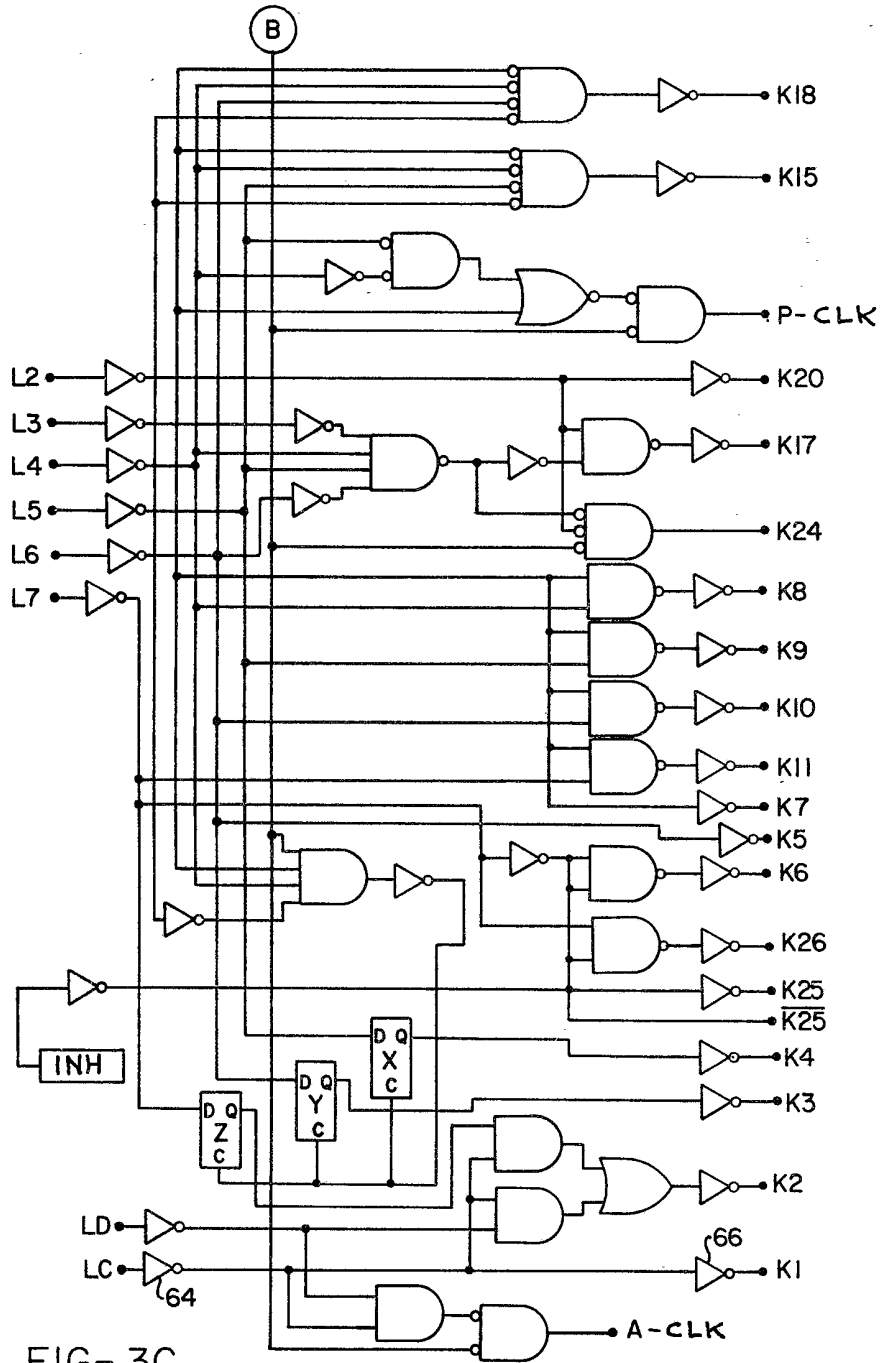 B
K18
K15
P-CLK
L2
K20
L3
K17
L4
L5
K24
L6
L7
K8
K9
K10
K11
K7
K5
K6
K26
K25
K25
INH
D Q
X
C
K4
D Q
Y
C
K3
D Q
Z
C
K2
LD
66
LC
K1
64
A-CLK
FIG-3C